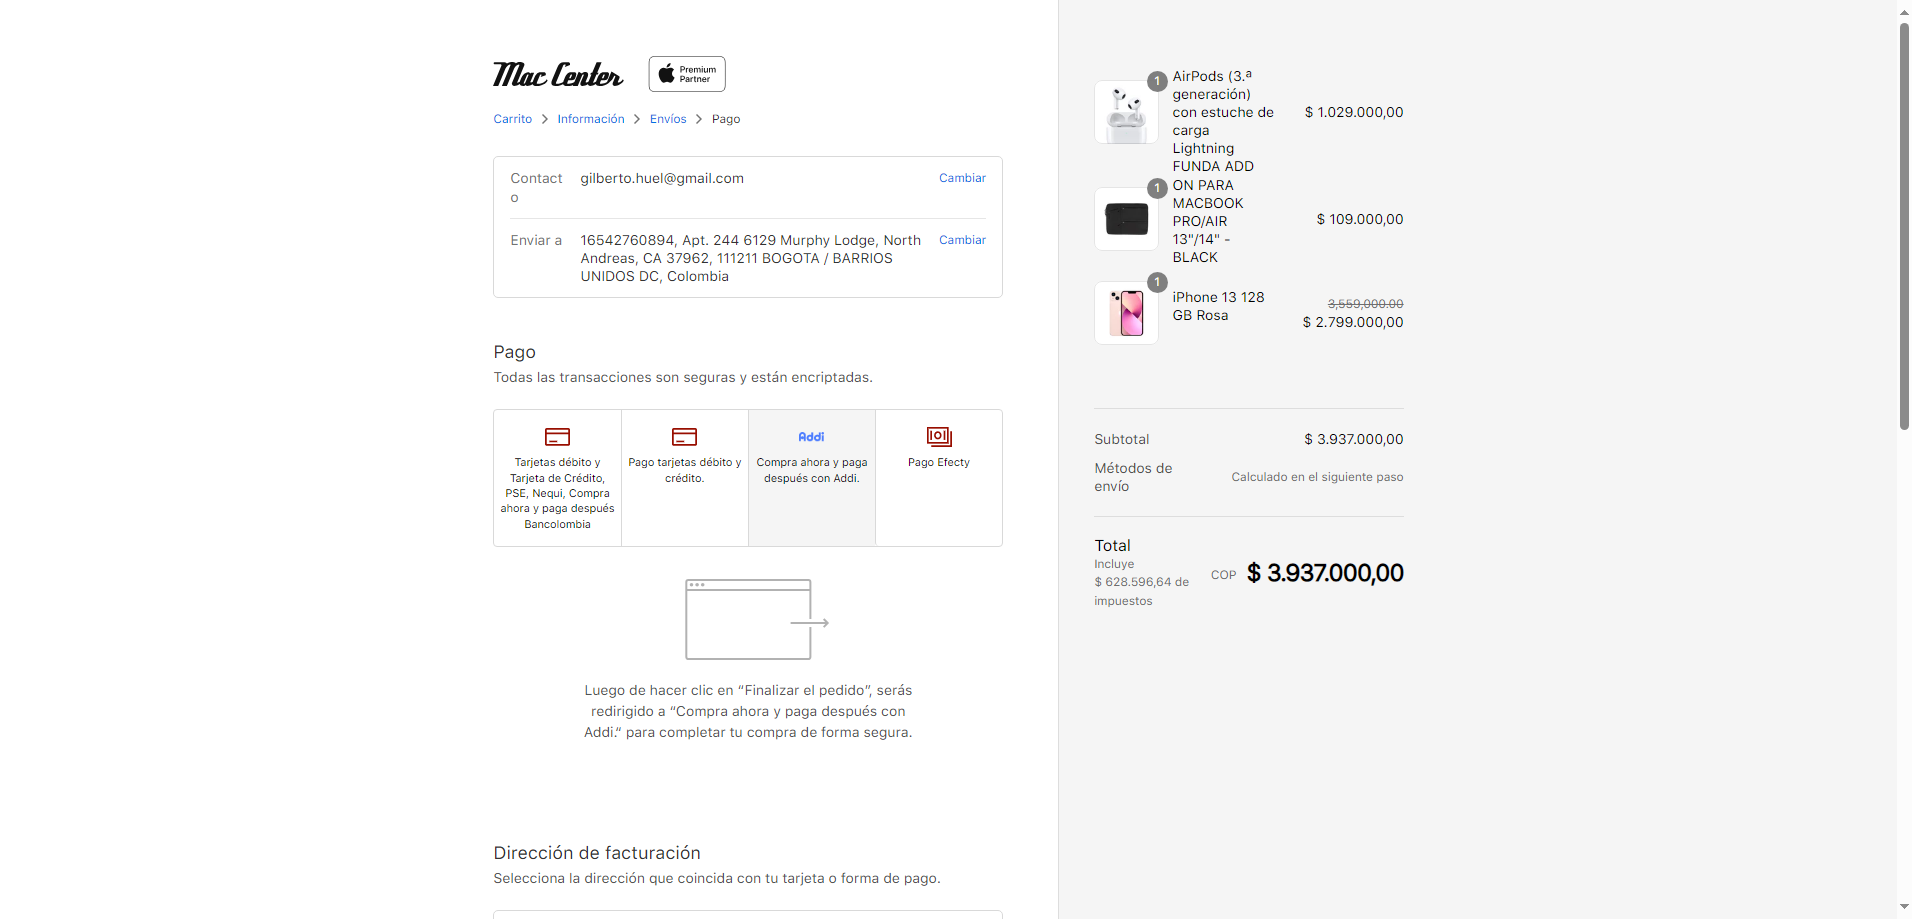 Mac Center
Premium
Partner
Carrito > Información > Envíos > Pago
Contact
o
gilberto.huel@gmail.com
Cambiar
Enviar a
16542760894, Apt. 244 6129 Murphy Lodge, North
Andreas, CA 37962, 111211 BOGOTA / BARRIOS
UNIDOS DC, Colombia
Cambiar
Pago
Todas las transacciones son seguras y están encriptadas.
Tarjetas débito y
Tarjeta de Crédito,
PSE, Nequi, Compra
ahora y paga después
Bancolombia
Pago tarjetas débito y
crédito.
Addi
Compra ahora y paga
después con Addi.
Pago Efecty
Luego de hacer clic en “Finalizar el pedido”, serás
redirigido a “Compra ahora y paga después con
Addi.“ para completar tu compra de forma segura.
Dirección de facturación
Selecciona la dirección que coincida con tu tarjeta o forma de pago.
1
AirPods (3.ª
generación)
con estuche de
carga
Lightning
$ 1.029.000,00
1
FUNDA ADD
ON PARA
MACBOOK
PRO/AIR
13"/14" -
BLACK
$ 109.000,00
1
iPhone 13 128
GB Rosa
3,559,000.00
$ 2.799.000,00
Subtotal
$ 3.937.000,00
Métodos de
envío
Calculado en el siguiente paso
Total
Incluye
$ 628.596,64 de
impuestos
COP $ 3.937.000,00